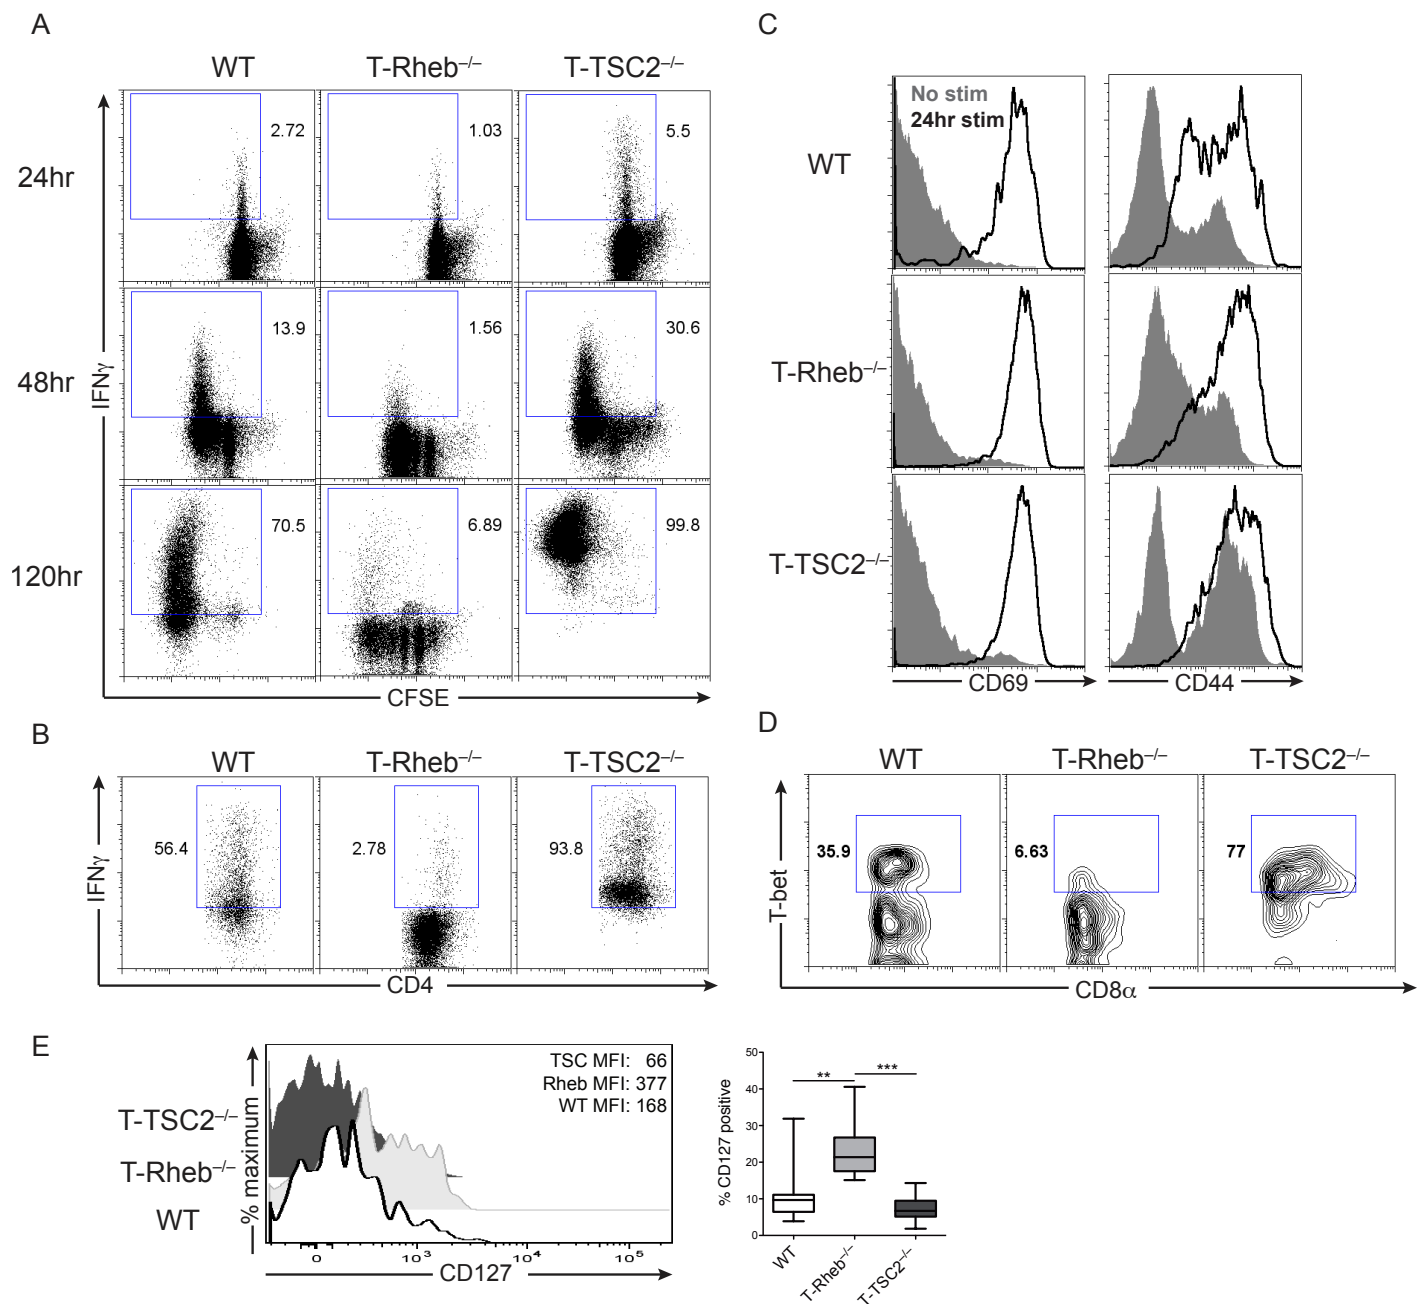 A
WT
T-Rheb–/–
T-TSC2–/–
24hr
2.72
1.03
5.5
48hr
13.9
1.56
30.6
120hr
70.5
6.89
99.8
IFNγ
CFSE
B
WT
T-Rheb–/–
T-TSC2–/–
56.4
2.78
93.8
IFNγ
CD4
C
No stim
24hr stim
WT
T-Rheb–/–
T-TSC2–/–
CD69
CD44
D
WT
T-Rheb–/–
T-TSC2–/–
35.9
6.63
77
T-bet
CD8α
E
TSC MFI: 66
Rheb MFI: 377
WT MFI: 168
T-TSC2–/–
T-Rheb–/–
WT
% maximum
0
10³
10⁴
10⁵
CD127
% CD127 positive
50
40
30
20
10
0
**
***
WT
T-Rheb–/–
T-TSC2–/–